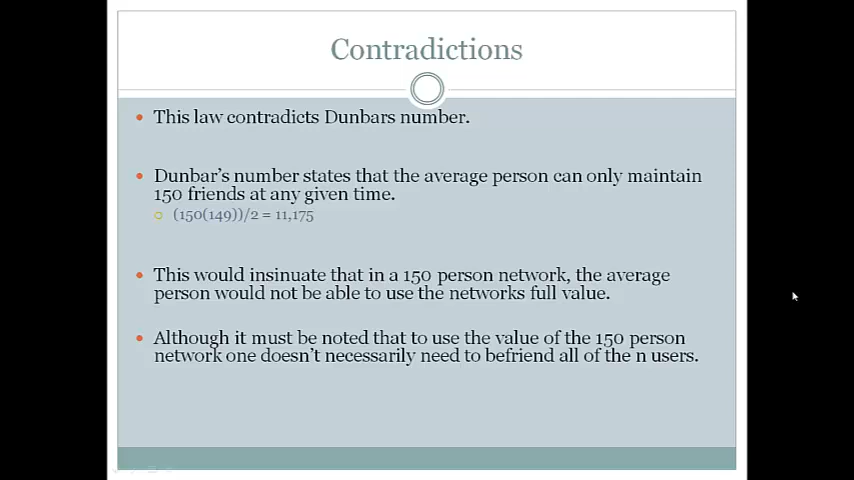 Contradictions
This law contradicts Dunbars number.
Dunbar's number states that the average person can only maintain
150 friends at any given time.
(150(149))/2 = 11,175
This would insinuate that in a 150 person network, the average
person would not be able to use the networks full value.
Although it must be noted that to use the value of the 150 person
network one doesn't necessarily need to befriend all of the n users.